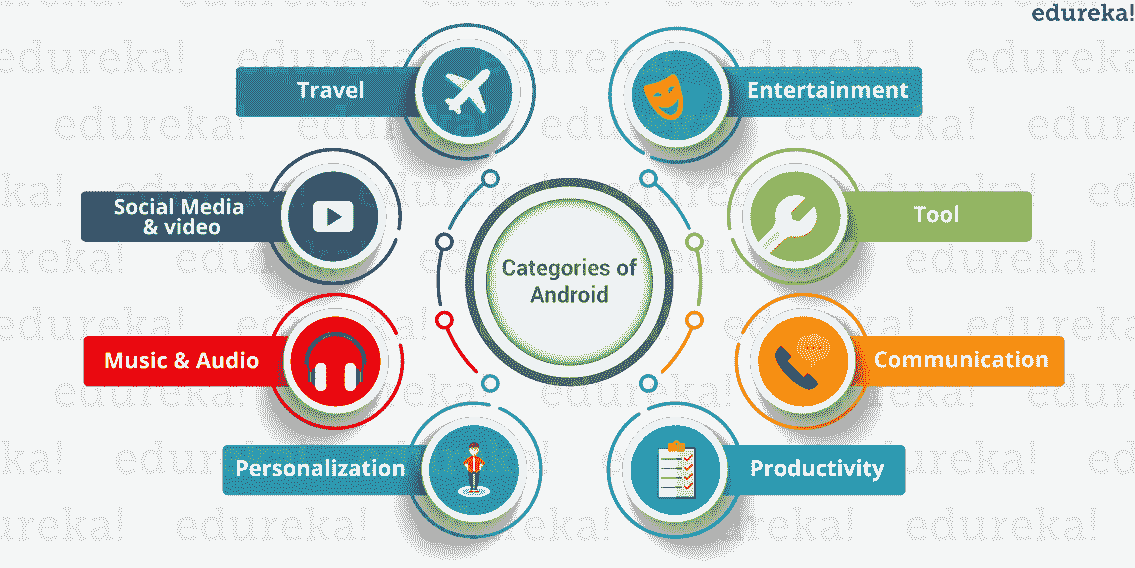 edureka!
Travel
Entertainment
Social Media
& video
Tool
Categories of
Android
Music & Audio
Communication
Personalization
Productivity